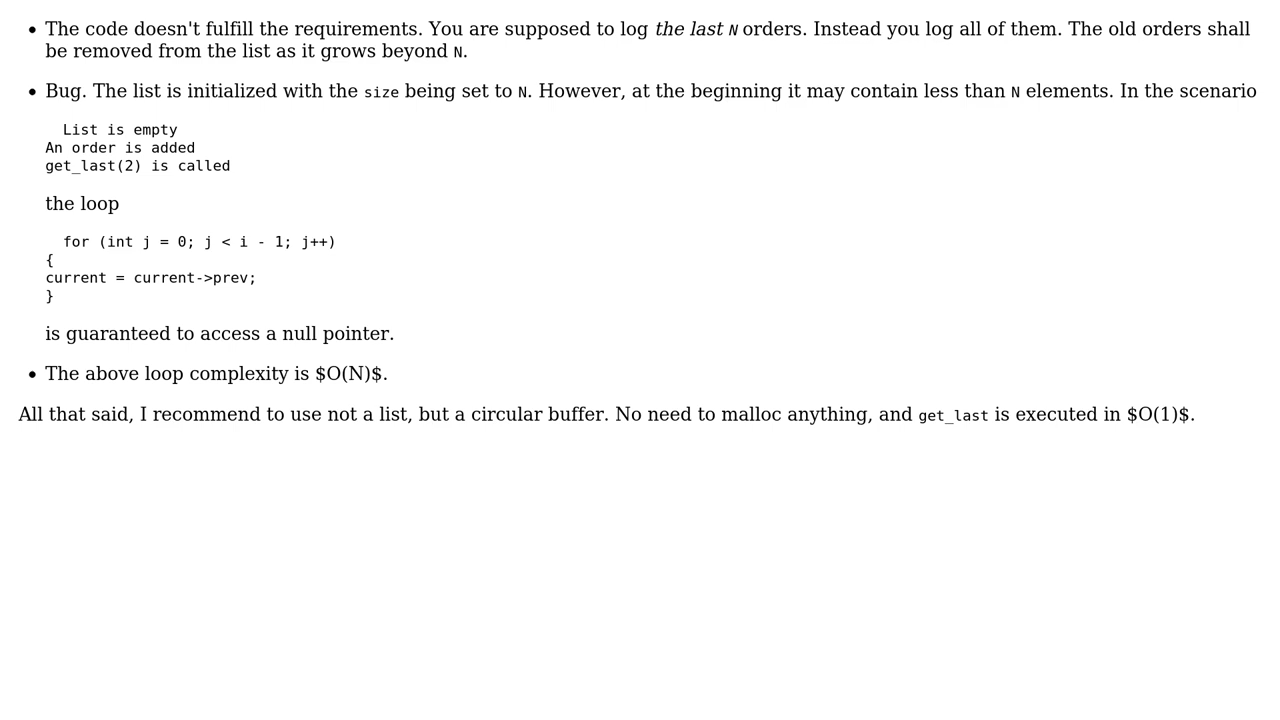 The code doesn't fulfill the requirements. You are supposed to log the last N orders. Instead you log all of them. The old orders shall
be removed from the list as it grows beyond N.
Bug. The list is initialized with the size being set to N. However, at the beginning it may contain less than N elements. In the scenario
List is empty
An order is added
get_last(2) is called
the loop
for (int j = 0; j < i - 1; j++)
{
current = current->prev;
}
is guaranteed to access a null pointer.
The above loop complexity is $O(N)$.
All that said, I recommend to use not a list, but a circular buffer. No need to malloc anything, and get_last is executed in $O(1)$.